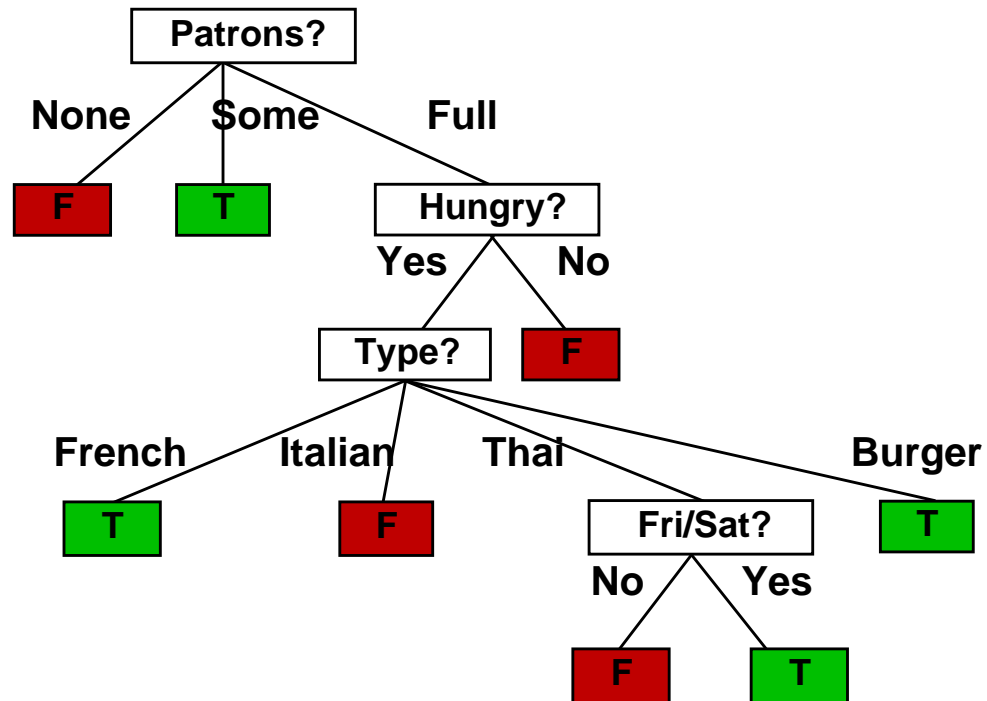 Patrons?
None Some Full
F T Hungry?
Yes No
Type? F
French Italian Thai Burger
T F Fri/Sat? T
No Yes
F T